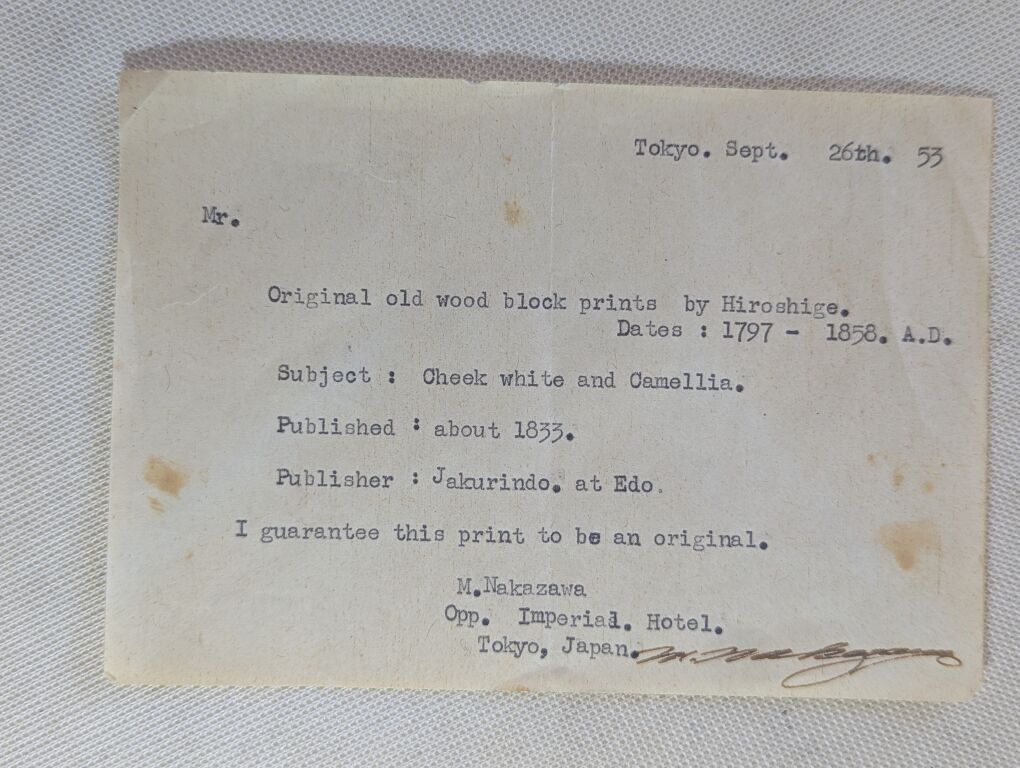 Tokyo. Sept. 26th. 53
Mr.
Original old wood block prints by Hiroshige.
Dates : 1797 - 1858. A.D.
Subject : Cheek white and Camellia.
Published : about 1833.
Publisher : Jakurindo. at Edo.
I guarantee this print to be an original.
M.Nakazawa
Opp. Imperial. Hotel.
Tokyo, Japan. M. Nakazawa